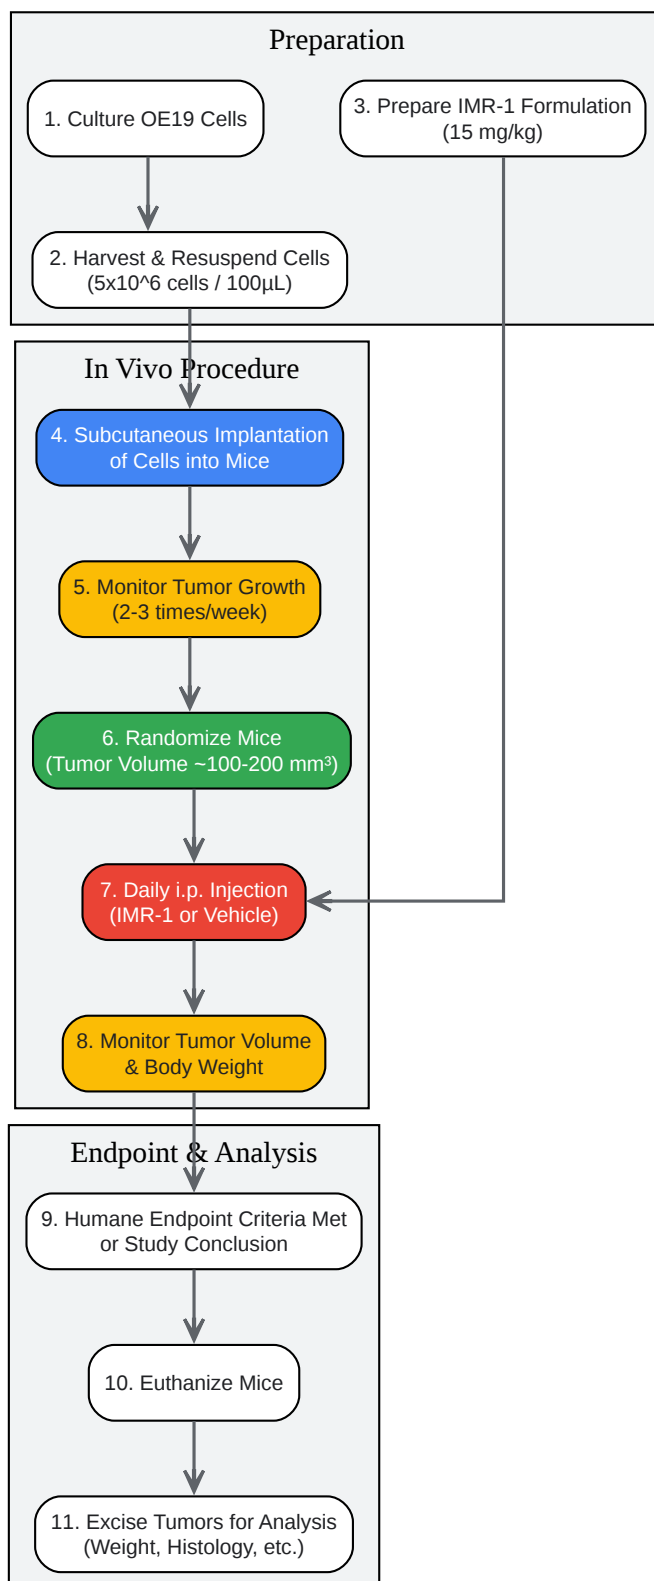 Preparation
1. Culture OE19 Cells
3. Prepare IMR-1 Formulation
(15 mg/kg)
2. Harvest & Resuspend Cells
(5x10^6 cells / 100µL)
In Vivo Procedure
4. Subcutaneous Implantation
of Cells into Mice
5. Monitor Tumor Growth
(2-3 times/week)
6. Randomize Mice
(Tumor Volume ~100-200 mm³)
7. Daily i.p. Injection
(IMR-1 or Vehicle)
8. Monitor Tumor Volume
& Body Weight
Endpoint & Analysis
9. Humane Endpoint Criteria Met
or Study Conclusion
10. Euthanize Mice
11. Excise Tumors for Analysis
(Weight, Histology, etc.)